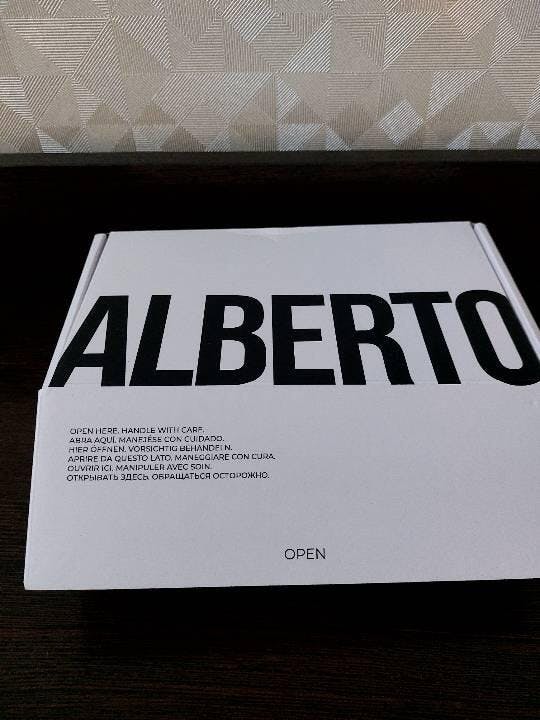 ALBERTO
OPEN HERE. HANDLE WITH CARE.
ABRA AQUÍ. MANEJÉSE CON CUIDADO.
HIER ÖFFNEN. VORSICHTIG BEHANDELN.
APRIRE DA QUESTO LATO. MANEGGIARE CON CURA.
OUVRIR ICI. MANIPULER AVEC SOIN.
ОТКРЫВАТЬ ЗДЕСЬ. ОБРАЩАТЬСЯ ОСТОРОЖНО.
OPEN